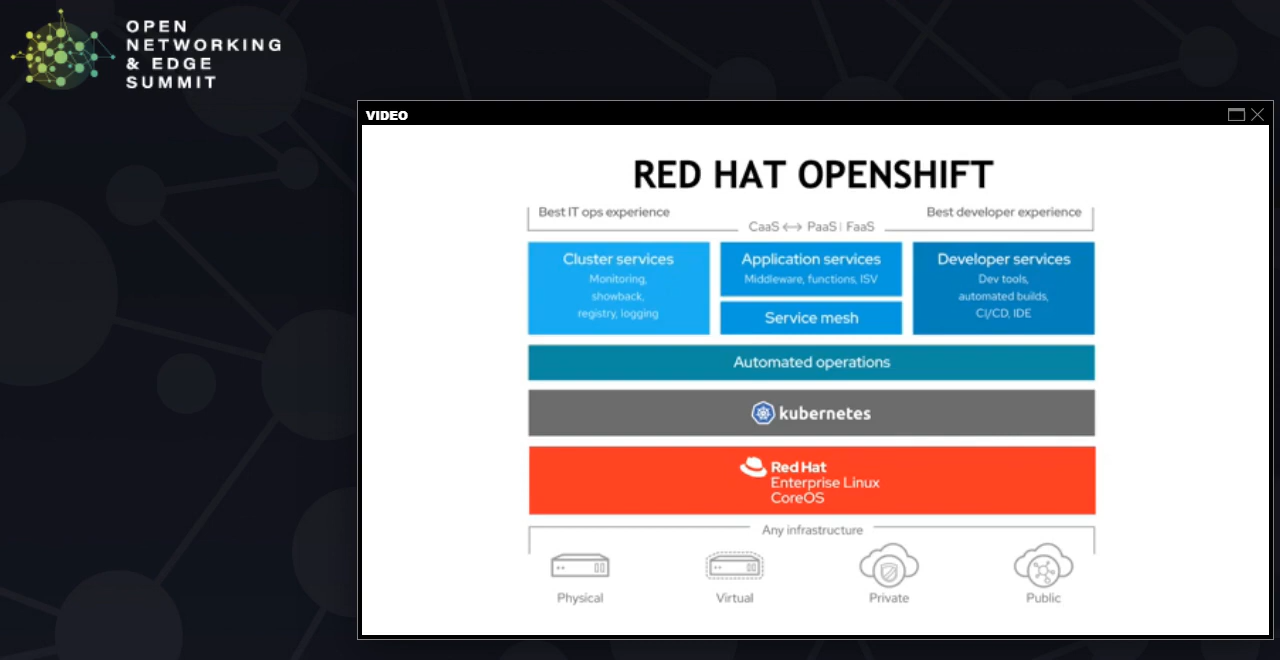 OPEN
NETWORKING
& EDGE
SUMMIT
VIDEO
RED HAT OPENSHIFT
Best IT ops experience
Best developer experience
CaaS ↔ PaaS | FaaS
Cluster services
Monitoring,
showback,
registry, logging
Application services
Middleware, functions, ISV
Service mesh
Developer services
Dev tools,
automated builds,
CI/CD, IDE
Automated operations
kubernetes
Red Hat
Enterprise Linux
CoreOS
Any infrastructure
Physical
Virtual
Private
Public